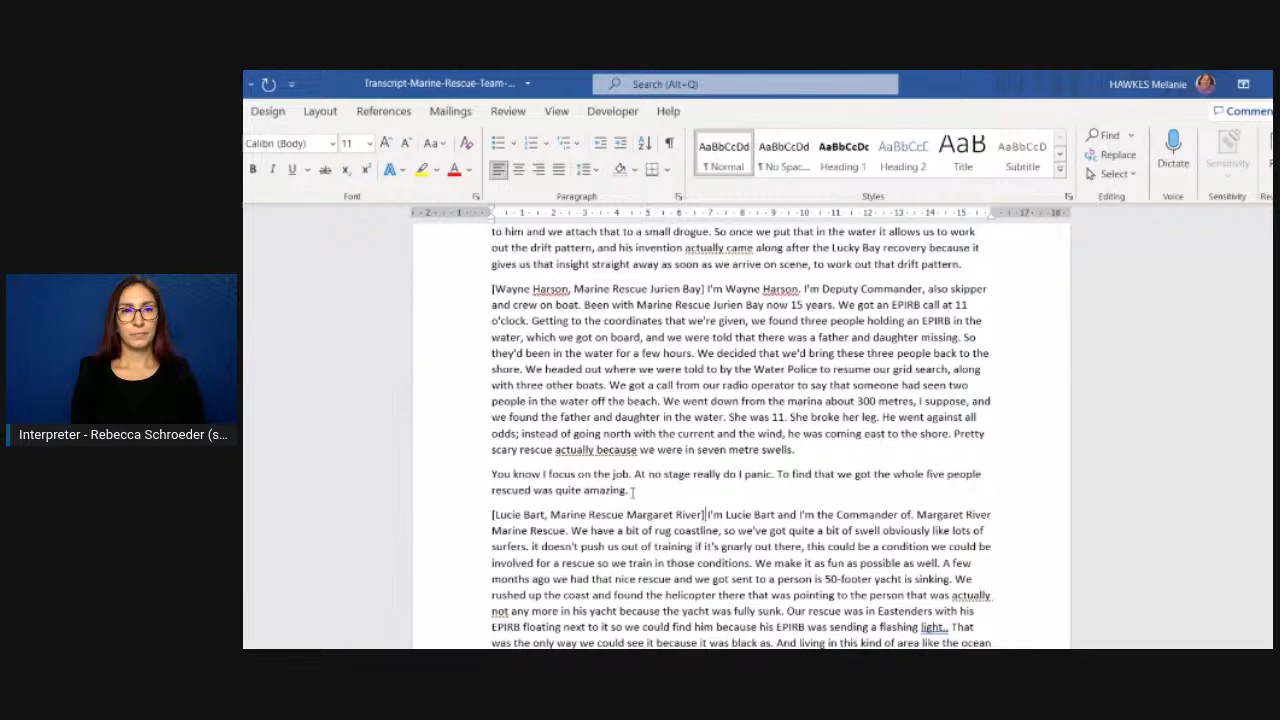 Transcript-Marine-Rescue-Team-...
Search (Alt+Q)
HAWKES Melanie
Design Layout References Mailings Review View Developer Help
Commen
Calibri (Body) 11 Aa
AaBbCcDd AaBbCcDd AaBbCcDc AaBbCcC AaB AaBbCcD
¶ Normal ¶ No Spac... Heading 1 Heading 2 Title Subtitle
Find
Replace
Select
Dictate
Sensitivity
Font Paragraph Styles Editing Voice Sensitivity
2 1 1 2 3 4 5 6 7 8 9 10 11 12 13 14 15 17 18
to him and we attach that to a small drogue. So once we put that in the water it allows us to work
out the drift pattern, and his invention actually came along after the Lucky Bay recovery because it
gives us that insight straight away as soon as we arrive on scene, to work out that drift pattern.
[Wayne Harson, Marine Rescue Jurien Bay] I'm Wayne Harson. I'm Deputy Commander, also skipper
and crew on boat. Been with Marine Rescue Jurien Bay now 15 years. We got an EPIRB call at 11
o'clock. Getting to the coordinates that we're given, we found three people holding an EPIRB in the
water, which we got on board, and we were told that there was a father and daughter missing. So
they'd been in the water for a few hours. We decided that we'd bring these three people back to the
shore. We headed out where we were told to by the Water Police to resume our grid search, along
with three other boats. We got a call from our radio operator to say that someone had seen two
people in the water off the beach. We went down from the marina about 300 metres, I suppose, and
we found the father and daughter in the water. She was 11. She broke her leg. He went against all
odds; instead of going north with the current and the wind, he was coming east to the shore. Pretty
scary rescue actually because we were in seven metre swells.
You know I focus on the job. At no stage really do I panic. To find that we got the whole five people
rescued was quite amazing.
[Lucie Bart, Marine Rescue Margaret River] I'm Lucie Bart and I'm the Commander of. Margaret River
Marine Rescue. We have a bit of rug coastline, so we've got quite a bit of swell obviously like lots of
surfers. it doesn't push us out of training if it's gnarly out there, this could be a condition we could be
involved for a rescue so we train in those conditions. We make it as fun as possible as well. A few
months ago we had that nice rescue and we got sent to a person is 50-footer yacht is sinking. We
rushed up the coast and found the helicopter there that was pointing to the person that was actually
not any more in his yacht because the yacht was fully sunk. Our rescue was in Eastenders with his
EPIRB floating next to it so we could find him because his EPIRB was sending a flashing light.. That
was the only way we could see it because it was black as. And living in this kind of area like the ocean
Interpreter - Rebecca Schroeder (s...